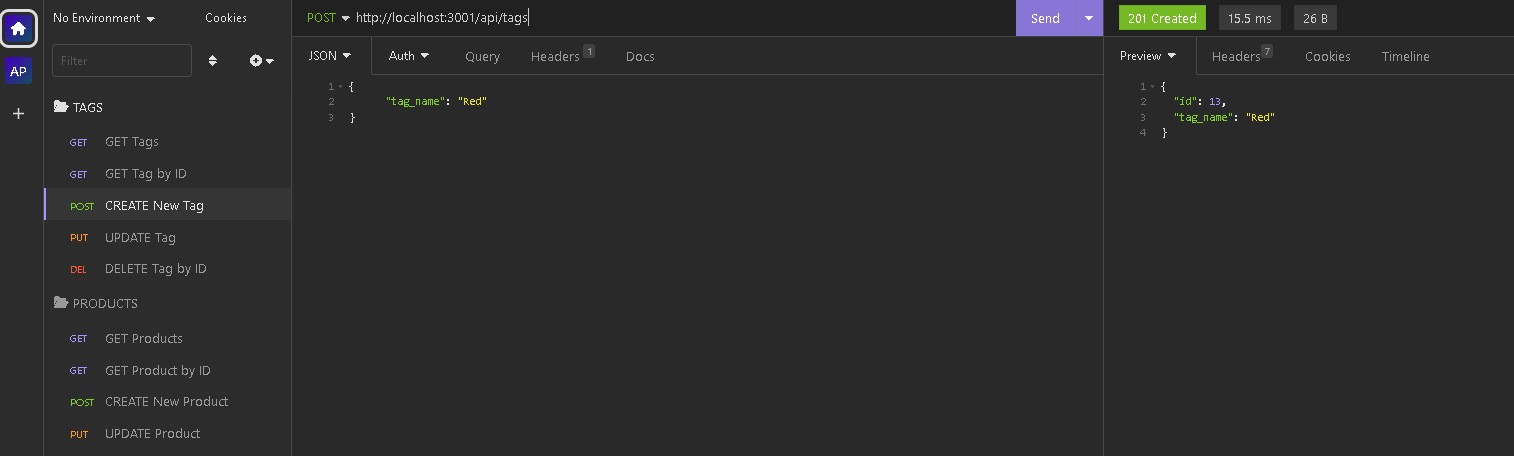 No Environment Cookies
POST http://localhost:3001/api/tags
Send
201 Created 15.5 ms 26 B
AP
Filter
JSON Auth Query Headers 1 Docs
Preview Headers 7 Cookies Timeline
TAGS
GET GET Tags
GET GET Tag by ID
POST CREATE New Tag
PUT UPDATE Tag
DEL DELETE Tag by ID
PRODUCTS
GET GET Products
GET GET Product by ID
POST CREATE New Product
PUT UPDATE Product
1 {
2 "tag_name": "Red"
3 }
1 {
2 "id": 13,
3 "tag_name": "Red"
4 }